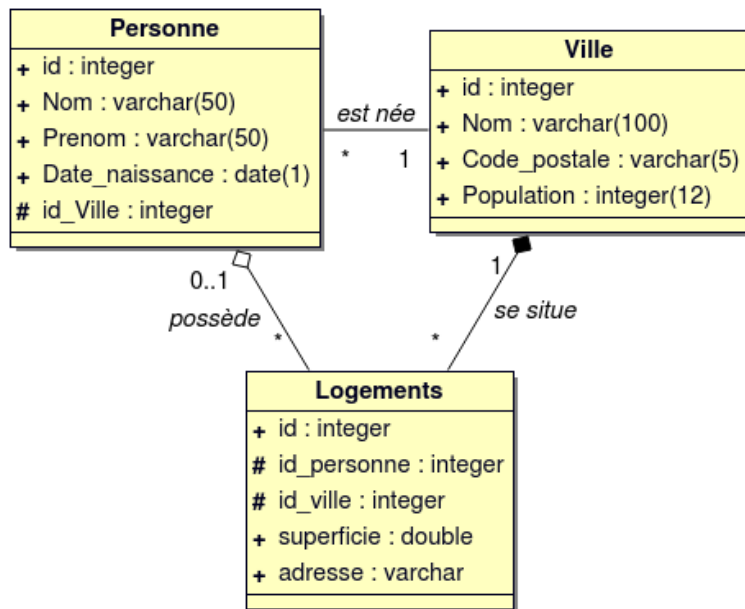 Personne
+ id : integer
+ Nom : varchar(50)
+ Prenom : varchar(50)
+ Date_naissance : date(1)
# id_Ville : integer
est née
* 1
Ville
+ id : integer
+ Nom : varchar(100)
+ Code_postale : varchar(5)
+ Population : integer(12)
0..1
possède
*
1
se situe
*
Logements
+ id : integer
# id_personne : integer
# id_ville : integer
+ superficie : double
+ adresse : varchar